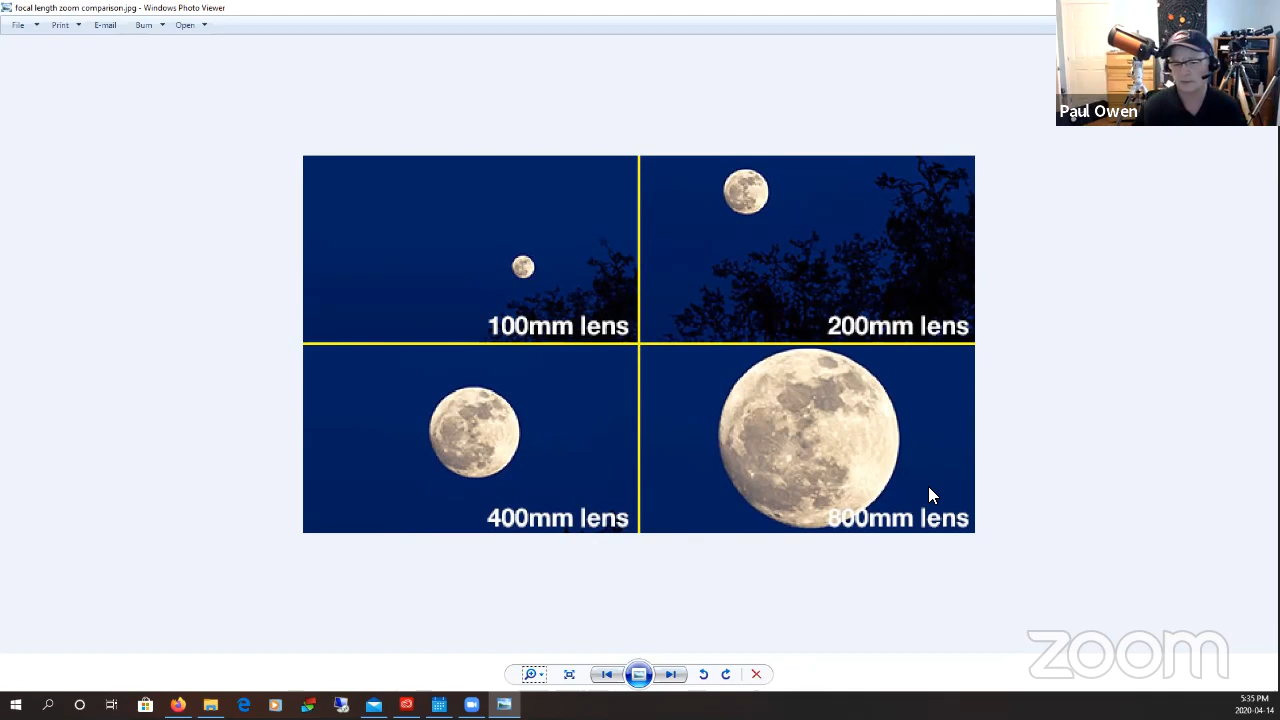 focal length zoom comparison.jpg - Windows Photo Viewer
File Print E-mail Burn Open
Paul Owen
100mm lens
200mm lens
400mm lens
800mm lens
zoom
5:35 PM
2020-04-14